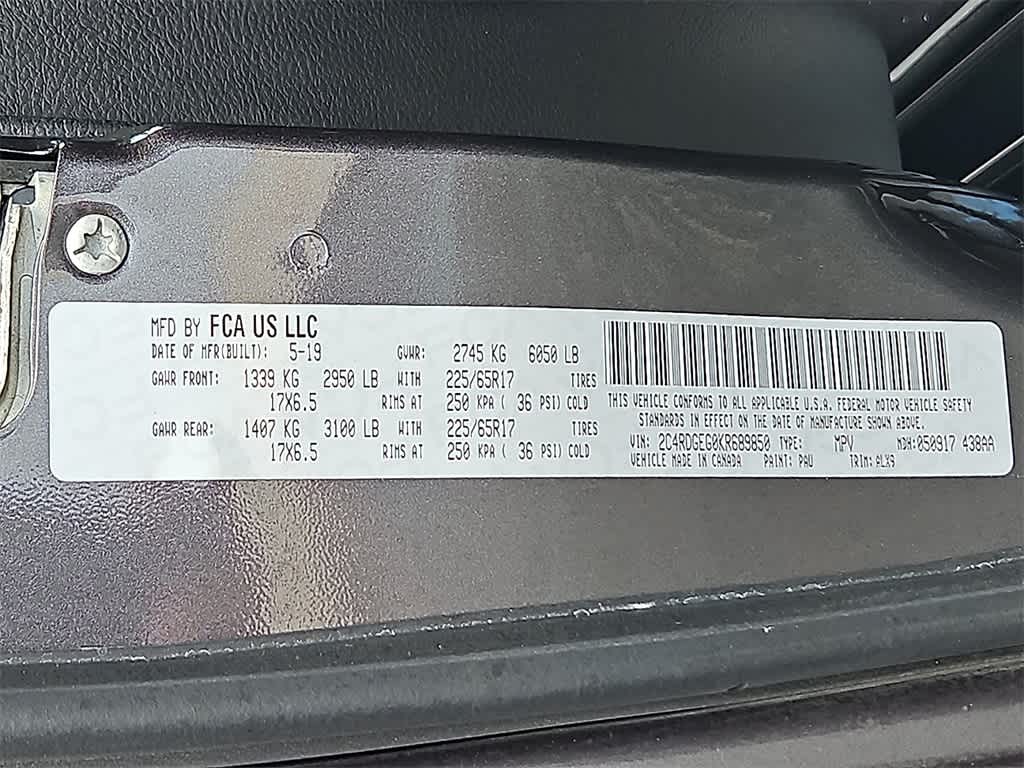 MFD BY FCA US LLC
DATE OF MFR(BUILT): 5-19 GVWR: 2745 KG 6050 LB
GAWR FRONT: 1339 KG 2950 LB WITH 225/65R17 TIRES
17X6.5 RIMS AT 250 KPA ( 36 PSI) COLD
GAWR REAR: 1407 KG 3100 LB WITH 225/65R17 TIRES
17X6.5 RIMS AT 250 KPA ( 36 PSI) COLD
THIS VEHICLE CONFORMS TO ALL APPLICABLE U.S.A. FEDERAL MOTOR VEHICLE SAFETY
STANDARDS IN EFFECT ON THE DATE OF MANUFACTURE SHOWN ABOVE.
VIN: 2C4RDGEG0KR689850 TYPE: MPV MDH: 050917 438AA
VEHICLE MADE IN CANADA PAINT: PAU TRIM: ALX9